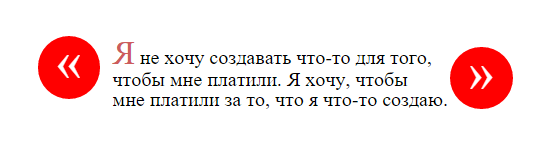 « Я не хочу создавать что-то для того,
чтобы мне платили. Я хочу, чтобы
мне платили за то, что я что-то создаю. »